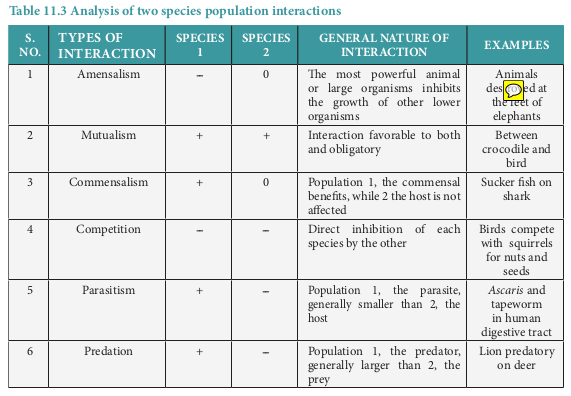 Table 11.3 Analysis of two species population interactions
S. NO. TYPES OF INTERACTION SPECIES 1 SPECIES 2 GENERAL NATURE OF INTERACTION EXAMPLES
1 Amensalism – 0 The most powerful animal or large organisms inhibits the growth of other lower organisms Animals at the feet of elephants
2 Mutualism + + Interaction favorable to both and obligatory Between crocodile and bird
3 Commensalism + 0 Population 1, the commensal benefits, while 2 the host is not affected Sucker fish on shark
4 Competition – – Direct inhibition of each species by the other Birds compete with squirrels for nuts and seeds
5 Parasitism + – Population 1, the parasite, generally smaller than 2, the host Ascaris and tapeworm in human digestive tract
6 Predation + – Population 1, the predator, generally larger than 2, the prey Lion predatory on deer